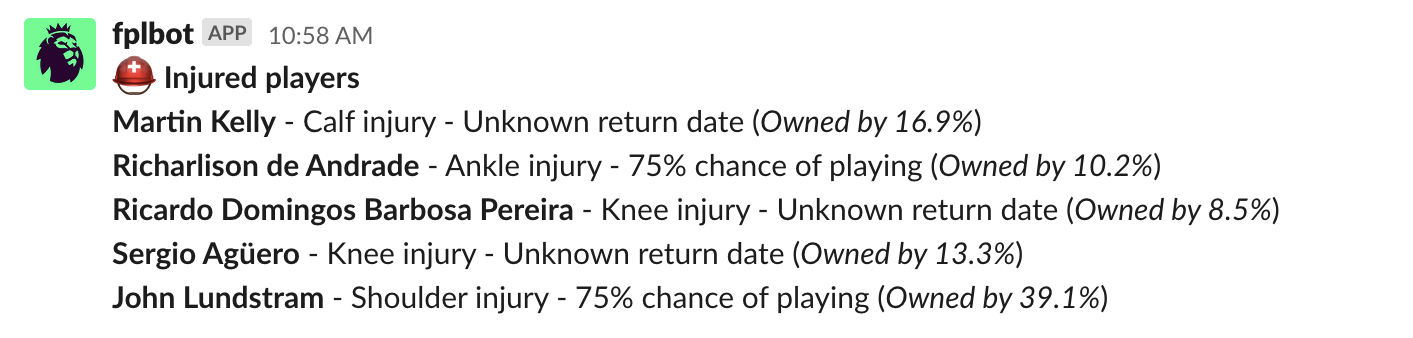 fplbot APP 10:58 AM
Injured players
Martin Kelly - Calf injury - Unknown return date (Owned by 16.9%)
Richarlison de Andrade - Ankle injury - 75% chance of playing (Owned by 10.2%)
Ricardo Domingos Barbosa Pereira - Knee injury - Unknown return date (Owned by 8.5%)
Sergio Agüero - Knee injury - Unknown return date (Owned by 13.3%)
John Lundstram - Shoulder injury - 75% chance of playing (Owned by 39.1%)